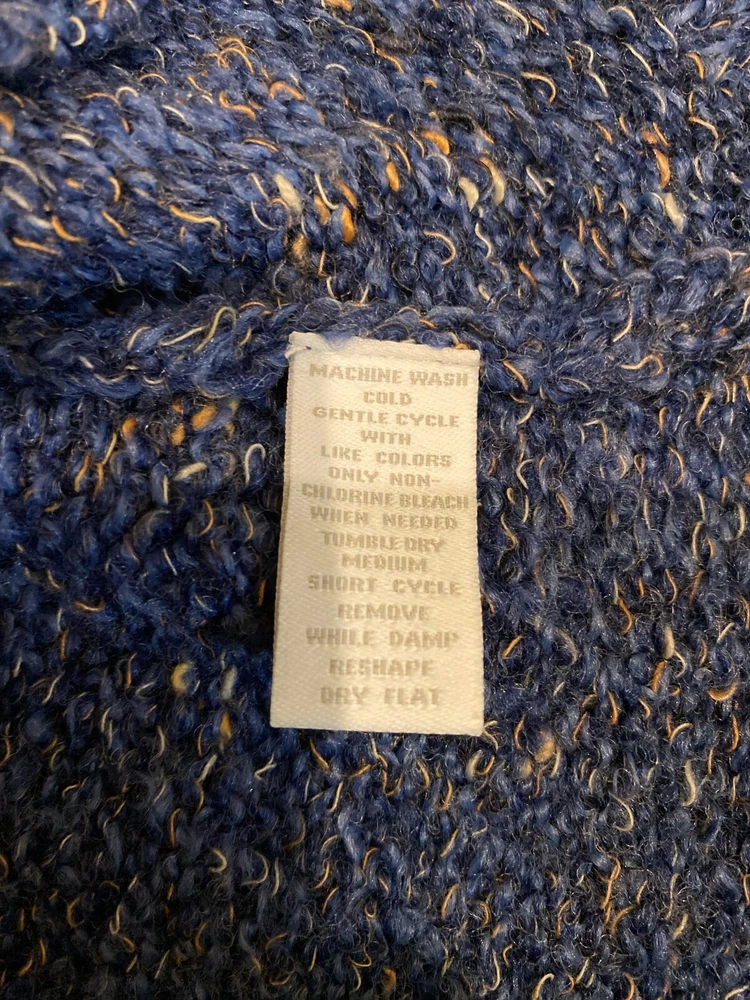 MACHINE WASH
COLD
GENTLE CYCLE
WITH
LIKE COLORS
ONLY NON-
CHLORINE BLEACH
WHEN NEEDED
TUMBLE DRY
MEDIUM
SHORT CYCLE
REMOVE
WHILE DAMP
RESHAPE
DRY FLAT